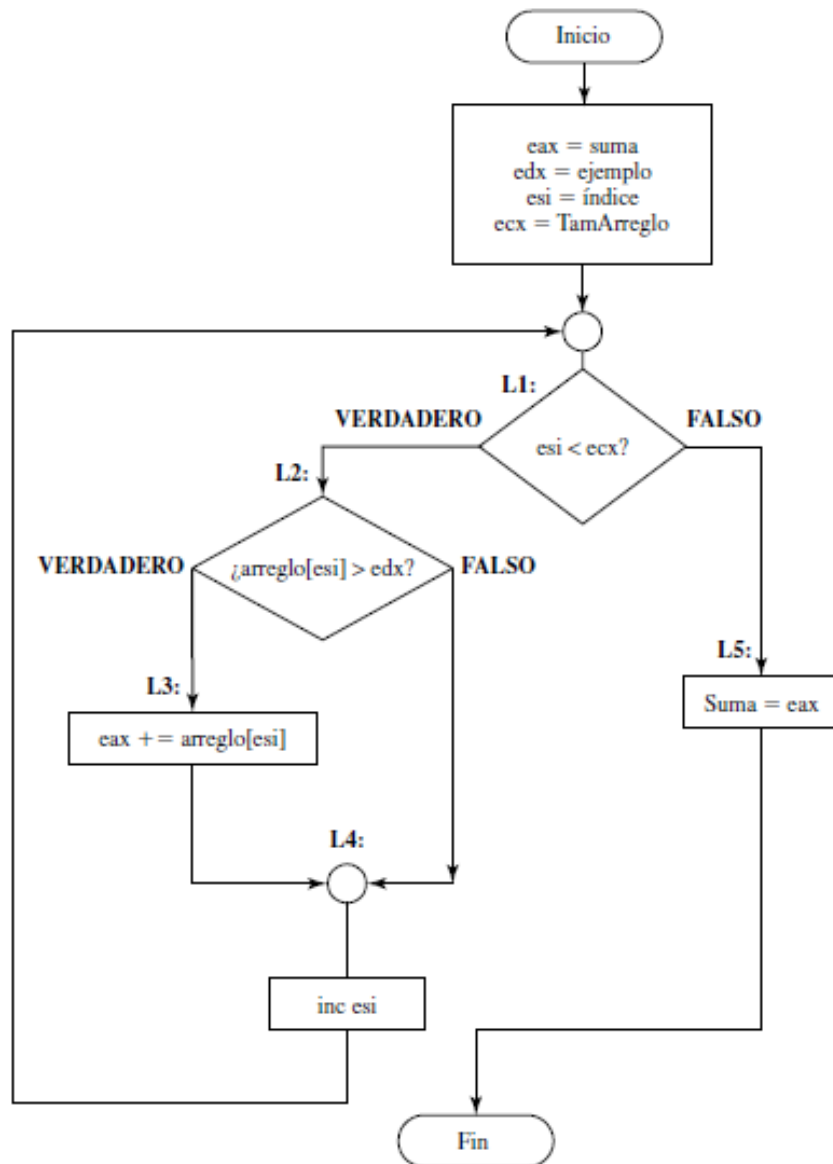 Inicio
eax = suma
edx = ejemplo
esi = índice
ecx = TamArreglo
L1:
VERDADERO
FALSO
esi < ecx?
L2:
VERDADERO
¿arreglo[esi] > edx?
FALSO
L3:
eax += arreglo[esi]
L5:
Suma = eax
L4:
inc esi
Fin